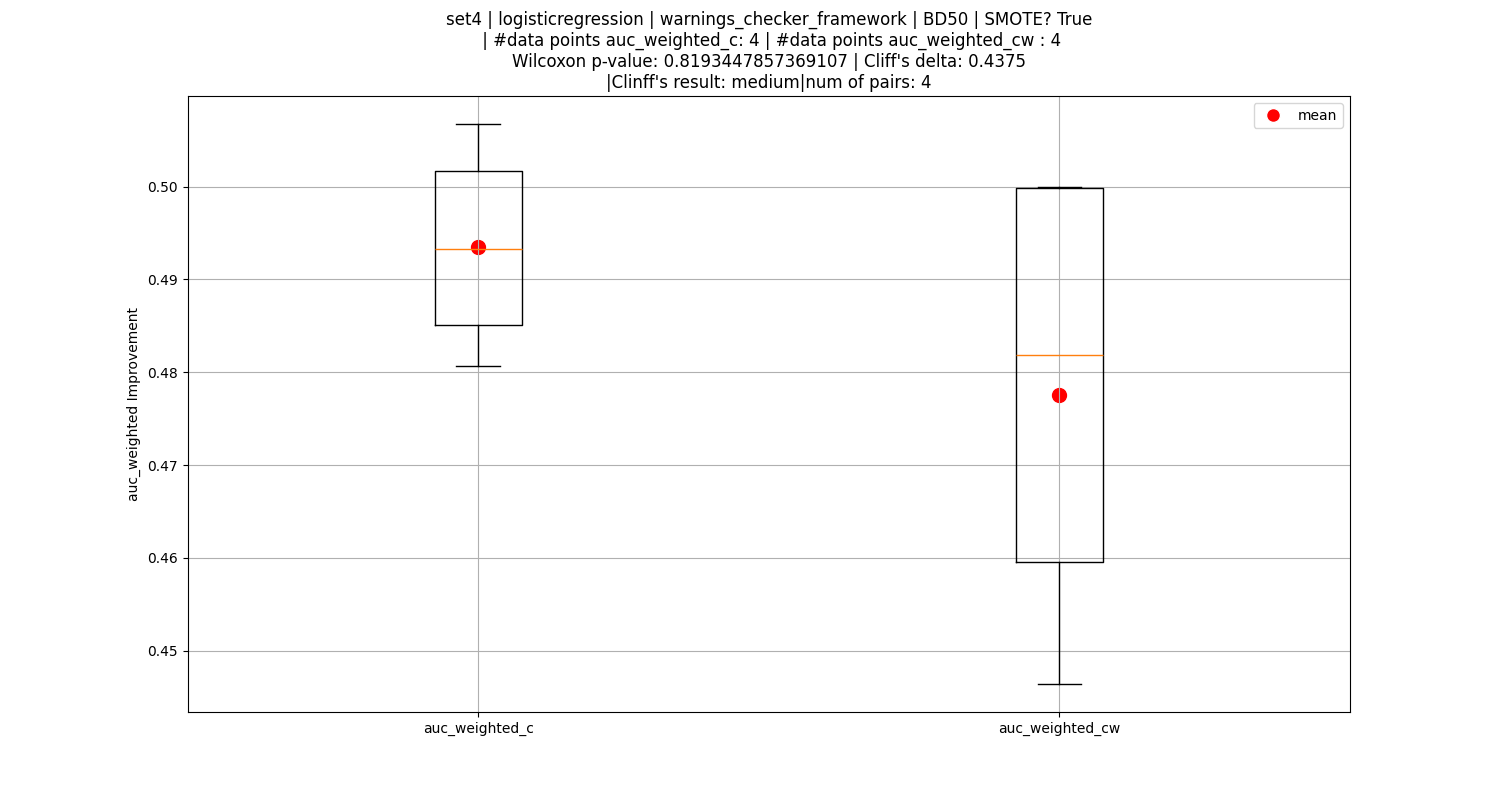 set4 | logisticregression | warnings_checker_framework | BD50 | SMOTE? True
| #data points auc_weighted_c: 4 | #data points auc_weighted_cw : 4
Wilcoxon p-value: 0.8193447857369107 | Cliff's delta: 0.4375
|Clinff's result: medium|num of pairs: 4
mean
0.50
0.49
0.48
0.47
0.46
0.45
auc_weighted Improvement
auc_weighted_c
auc_weighted_cw